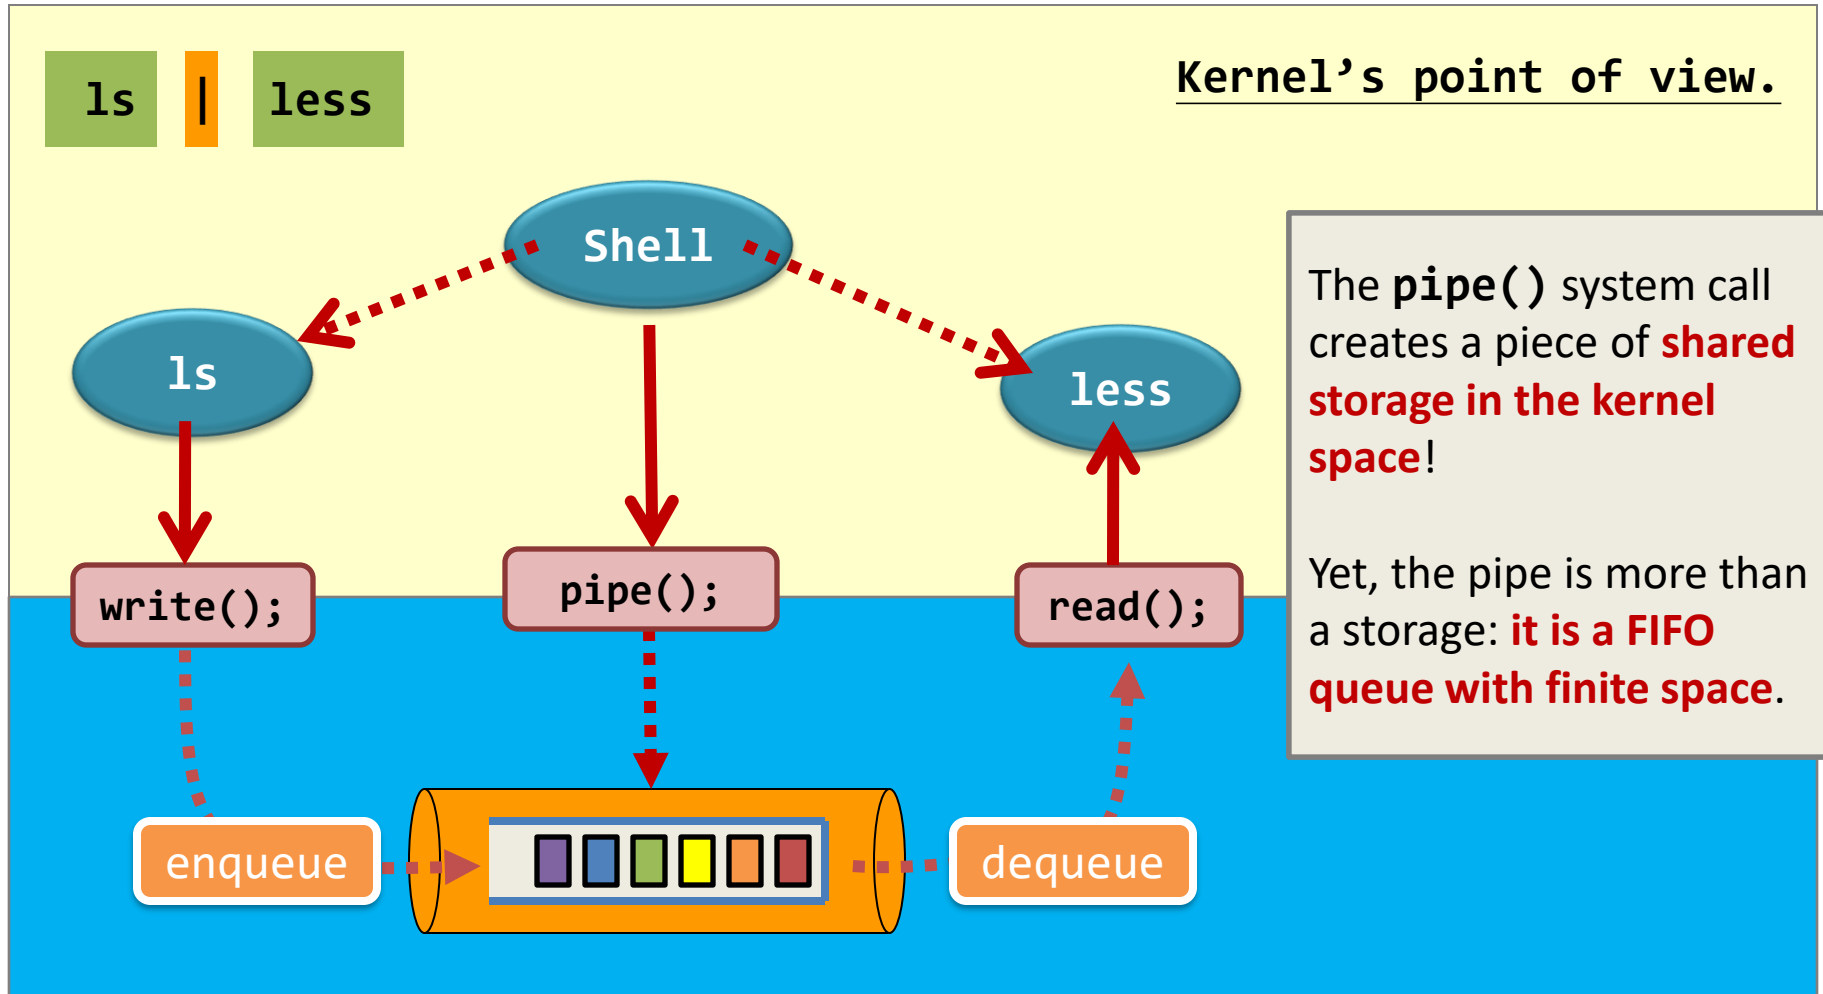 ls | less
Kernel’s point of view.
Shell
ls
less
The pipe() system call
creates a piece of shared
storage in the kernel
space!
Yet, the pipe is more than
a storage: it is a FIFO
queue with finite space.
write();
pipe();
read();
enqueue
dequeue